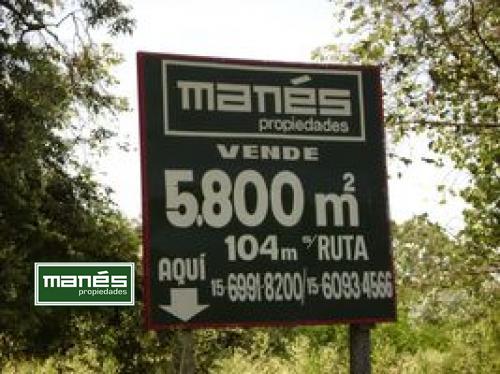 manés
propiedades
VENDE
5.800 m²
104m s/ RUTA
AQUÍ
15-6991-8200 / 15-6093-4566
manés
propiedades